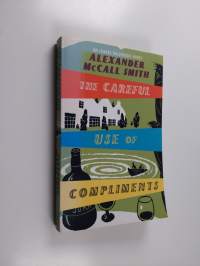 ALEXANDER
McCALL SMITH
THE CAREFUL
USE OF
COMPLIMENTS